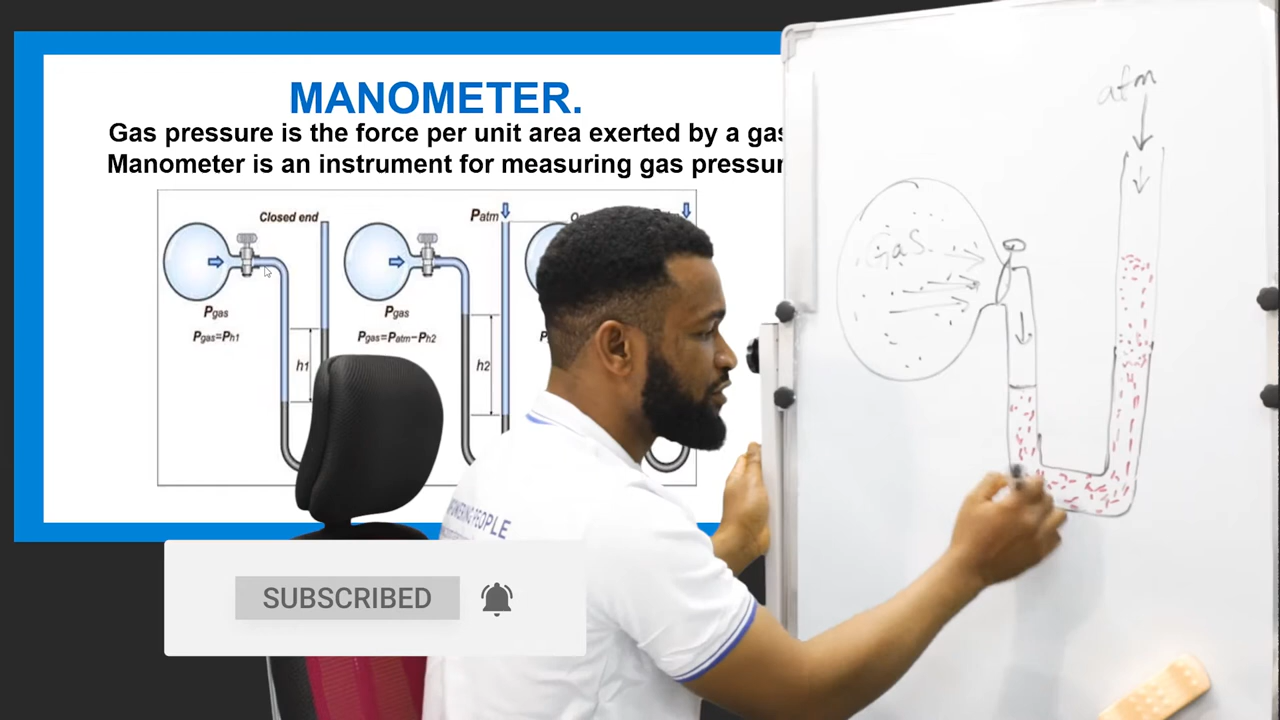 MANOMETER.
Gas pressure is the force per unit area exerted by a gas
Manometer is an instrument for measuring gas pressur
Closed end
Patm
Pgas
Pgas
Pgas=Ph1
Pgas=Patm−Ph2
h1
h2
atm
Gas
PEOPLE
SUBSCRIBED